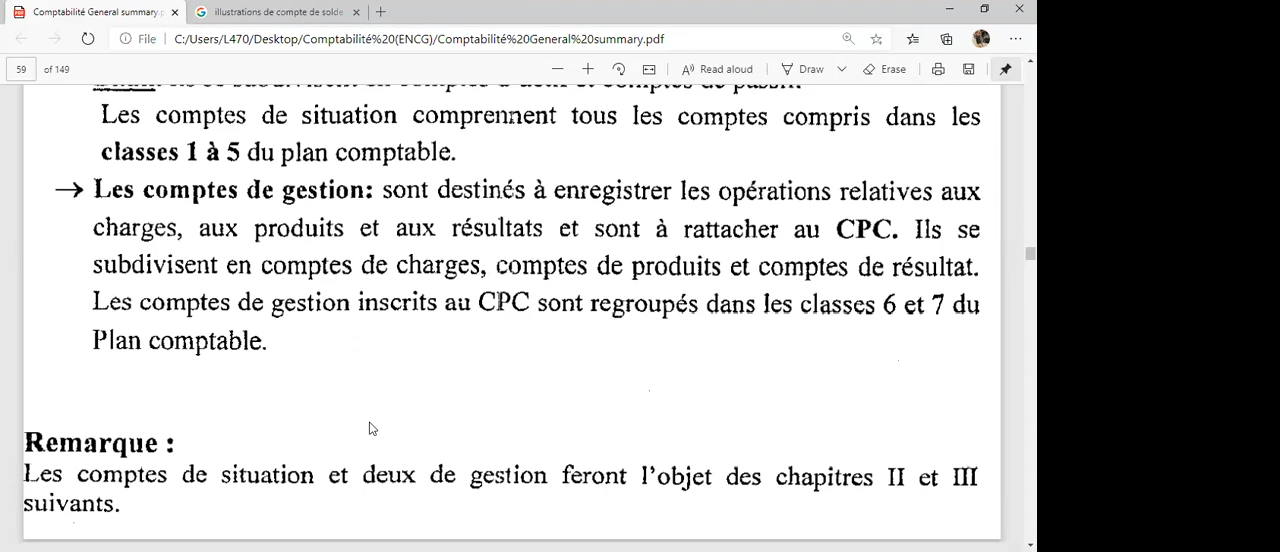 Comptabilité General summary.p
illustrations de compte de solde
File
C:/Users/L470/Desktop/Comptabilité%20(ENCG)/Comptabilité%20General%20summary.pdf
59 of 149
Read aloud
Draw
Erase
Les comptes de situation comprennent tous les comptes compris dans les
classes 1 à 5 du plan comptable.
→ Les comptes de gestion: sont destinés à enregistrer les opérations relatives aux
charges, aux produits et aux résultats et sont à rattacher au CPC. Ils se
subdivisent en comptes de charges, comptes de produits et comptes de résultat.
Les comptes de gestion inscrits au CPC sont regroupés dans les classes 6 et 7 du
Plan comptable.
Remarque :
Les comptes de situation et deux de gestion feront l'objet des chapitres II et III
suivants.